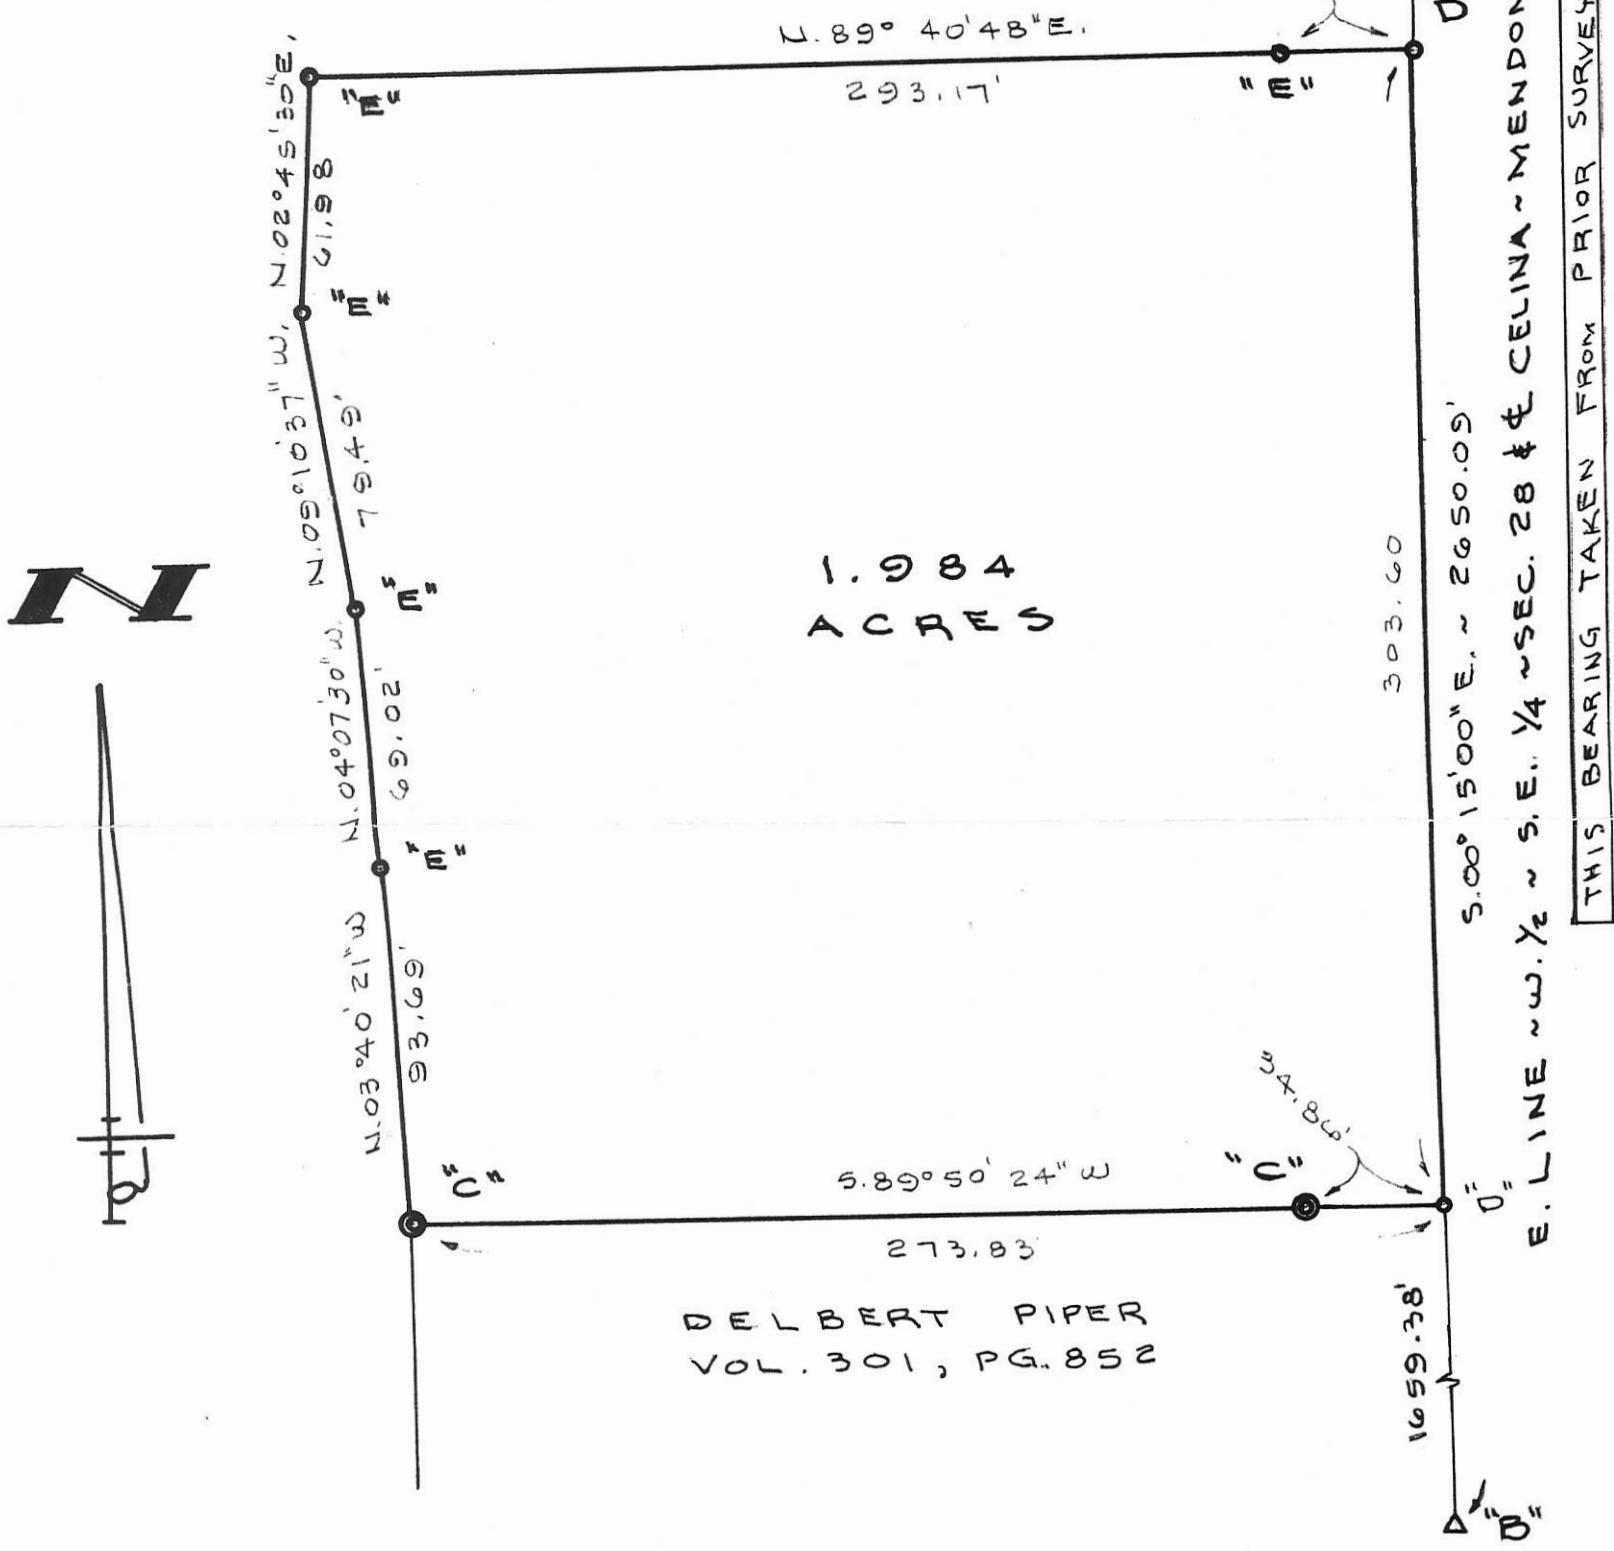 N. 89° 40' 48" E.
293.17'
"E"
"E"
D
N. 02° 45' 30" E.
61.98
"E"
N. 09° 10' 37" W.
79.49'
"E"
N. 04° 07' 30" W.
69.02'
"E"
N. 03° 40' 21" W
93.69'
"C"
N
1.984
ACRES
303.60
S. 00° 15' 00" E. ~ 2650.09'
E. LINE ~ W. 1/2 ~ S.E. 1/4 ~ SEC. 28 & ℄ CELINA ~ MENDON
THIS BEARING TAKEN FROM PRIOR SURVEY
34.86'
S. 89° 50' 24" W
"C"
"D"
273.83
DELBERT PIPER
VOL. 301, PG. 852
1659.38'
"B"